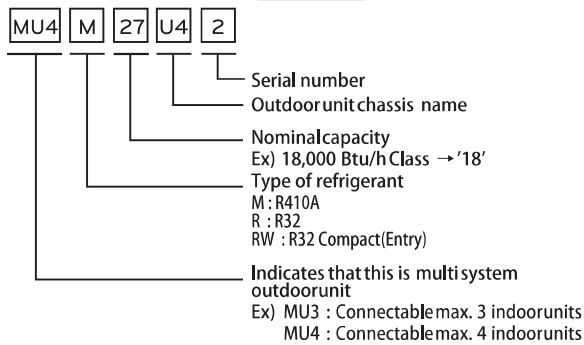 MU4 M 27 U4 2
Serial number
Outdoor unit chassis name
Nominal capacity
Ex) 18,000 Btu/h Class → '18'
Type of refrigerant
M : R410A
R : R32
RW : R32 Compact(Entry)
Indicates that this is multi system
outdoor unit
Ex) MU3 : Connectable max. 3 indoor units
MU4 : Connectable max. 4 indoor units